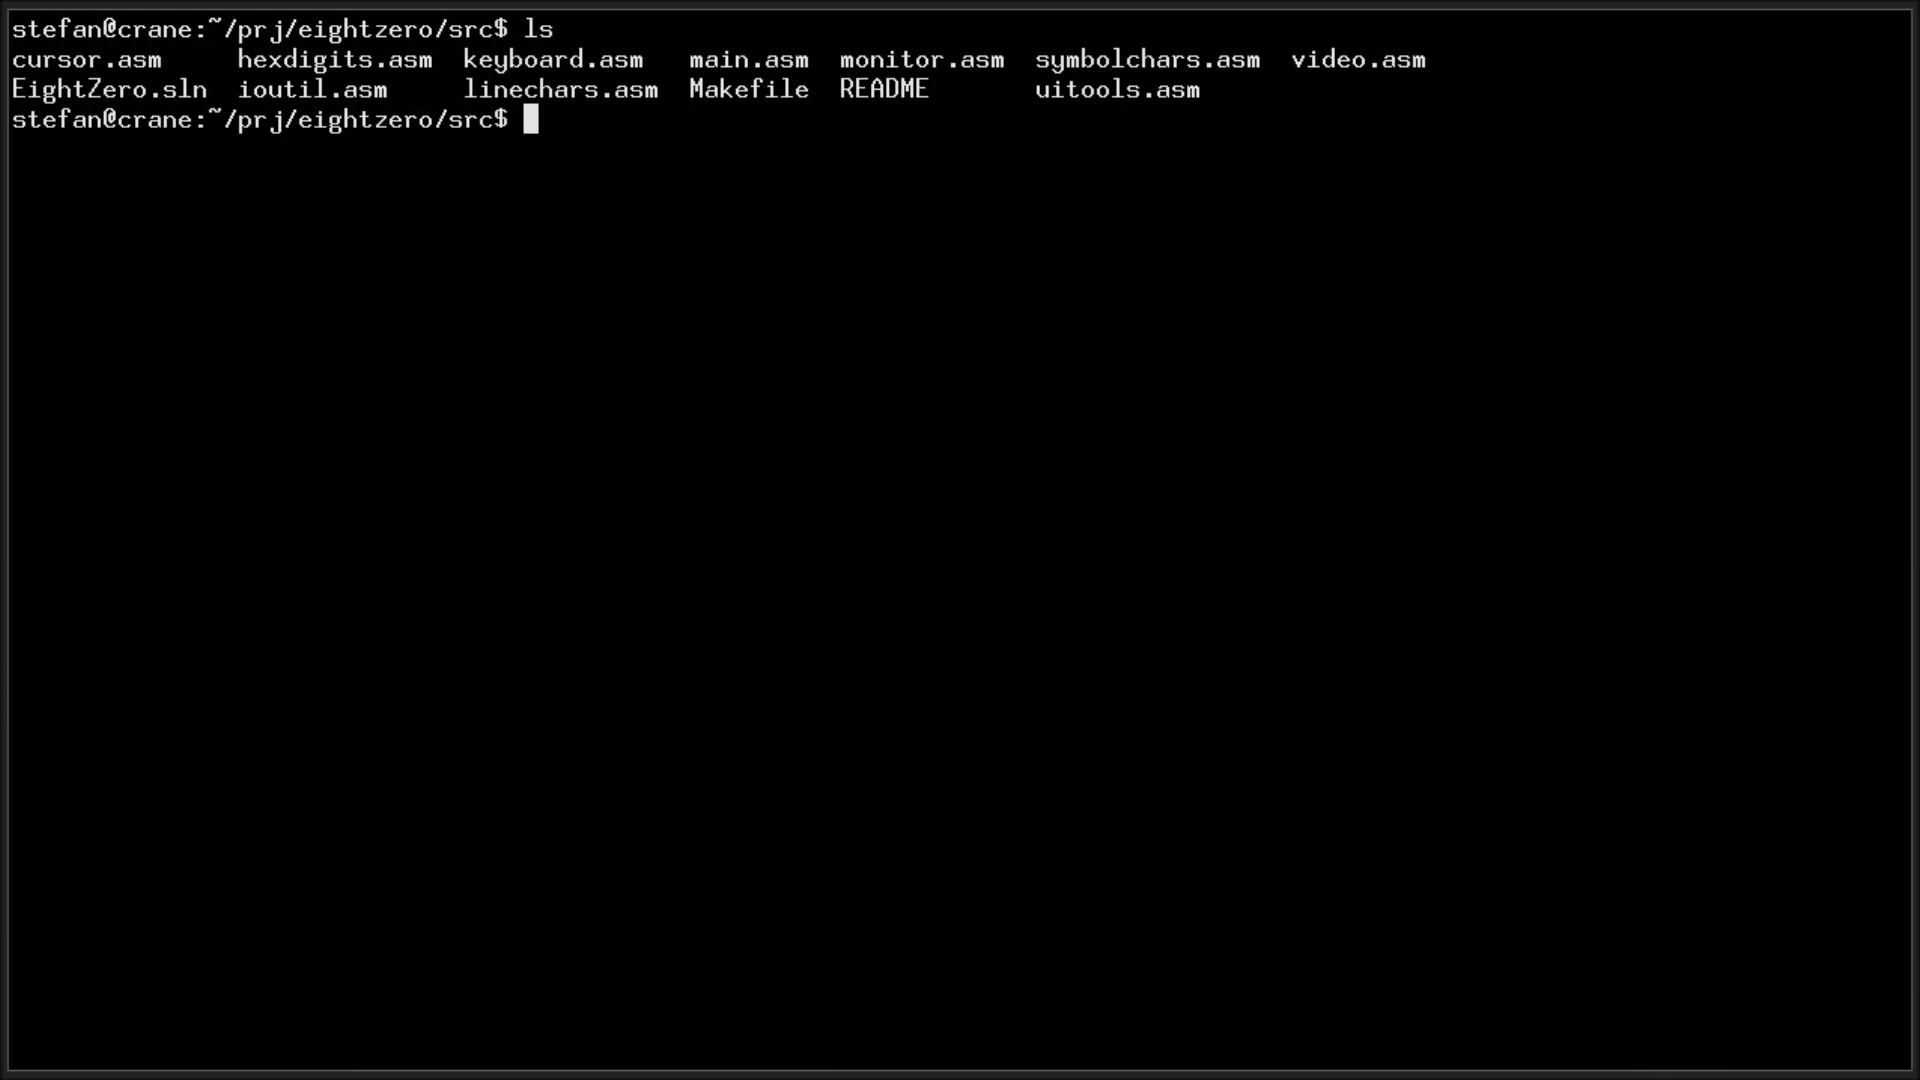 stefan@crane:~/prj/eightzero/src$ ls
cursor.asm     hexdigits.asm  keyboard.asm   main.asm  monitor.asm  symbolchars.asm  video.asm
EightZero.sln  ioutil.asm     linechars.asm  Makefile  README       uitools.asm
stefan@crane:~/prj/eightzero/src$